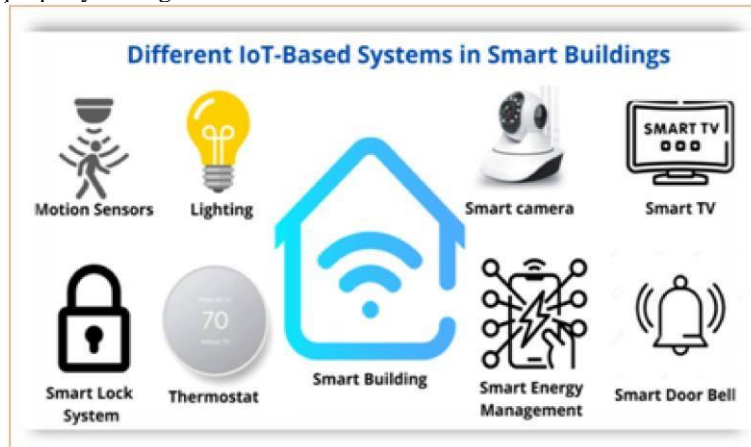 Different IoT-Based Systems in Smart Buildings
SMART TV
Motion Sensors
Lighting
Smart camera
Smart TV
70
Smart Lock
System
Thermostat
Smart Building
Smart Energy
Management
Smart Door Bell